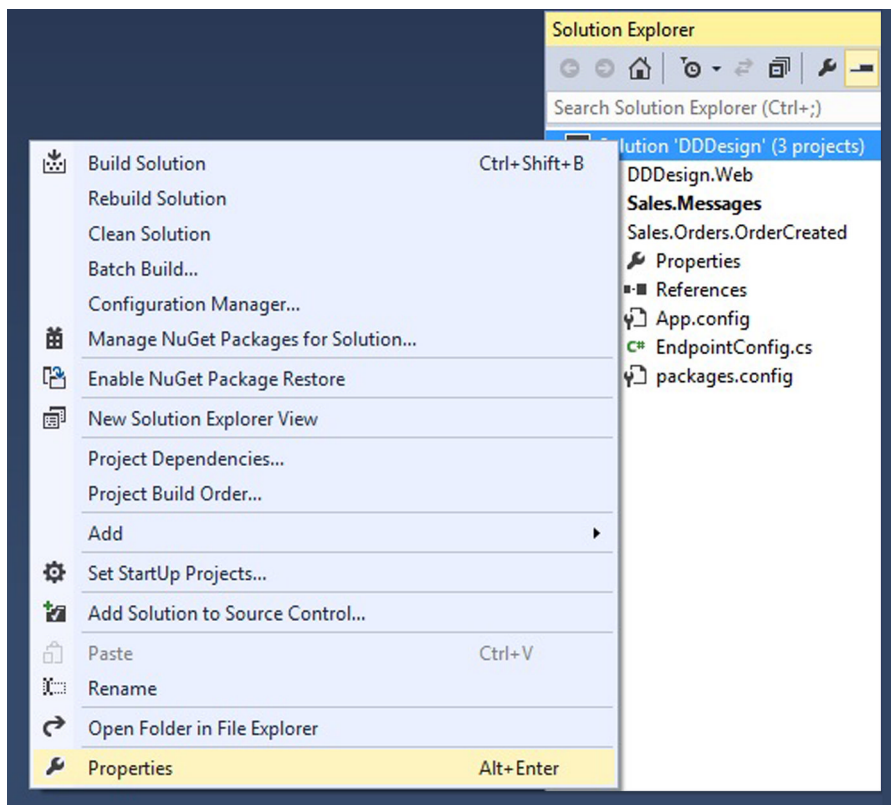 Solution Explorer
Search Solution Explorer (Ctrl+;)
lution 'DDDesign' (3 projects)
DDDesign.Web
Sales.Messages
Sales.Orders.OrderCreated
Properties
References
App.config
C# EndpointConfig.cs
packages.config
Build Solution Ctrl+Shift+B
Rebuild Solution
Clean Solution
Batch Build...
Configuration Manager...
Manage NuGet Packages for Solution...
Enable NuGet Package Restore
New Solution Explorer View
Project Dependencies...
Project Build Order...
Add
Set StartUp Projects...
Add Solution to Source Control...
Paste Ctrl+V
Rename
Open Folder in File Explorer
Properties Alt+Enter